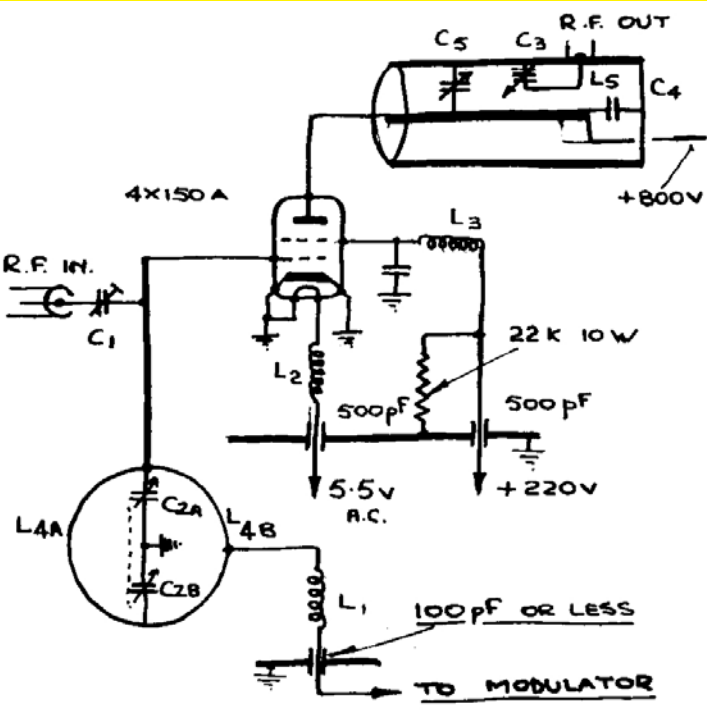 R.F. OUT
C5
C3
L5
C4
+800V
4X150A
L3
R.F. IN.
C1
22K 10W
L2
500pF
500pF
5.5V
A.C.
+220V
C2A
L4A
L4B
C2B
L1
100pF OR LESS
TO MODULATOR